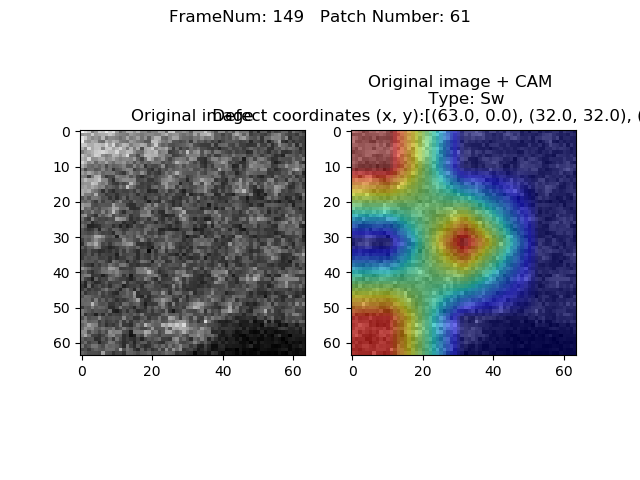 FrameNum: 149   Patch Number: 61
Original image + CAM
Type: Sw
Original image
Defect coordinates (x, y):[(63.0, 0.0), (32.0, 32.0), (
0
10
20
30
40
50
60
0 20 40 60
0
10
20
30
40
50
60
0 20 40 60